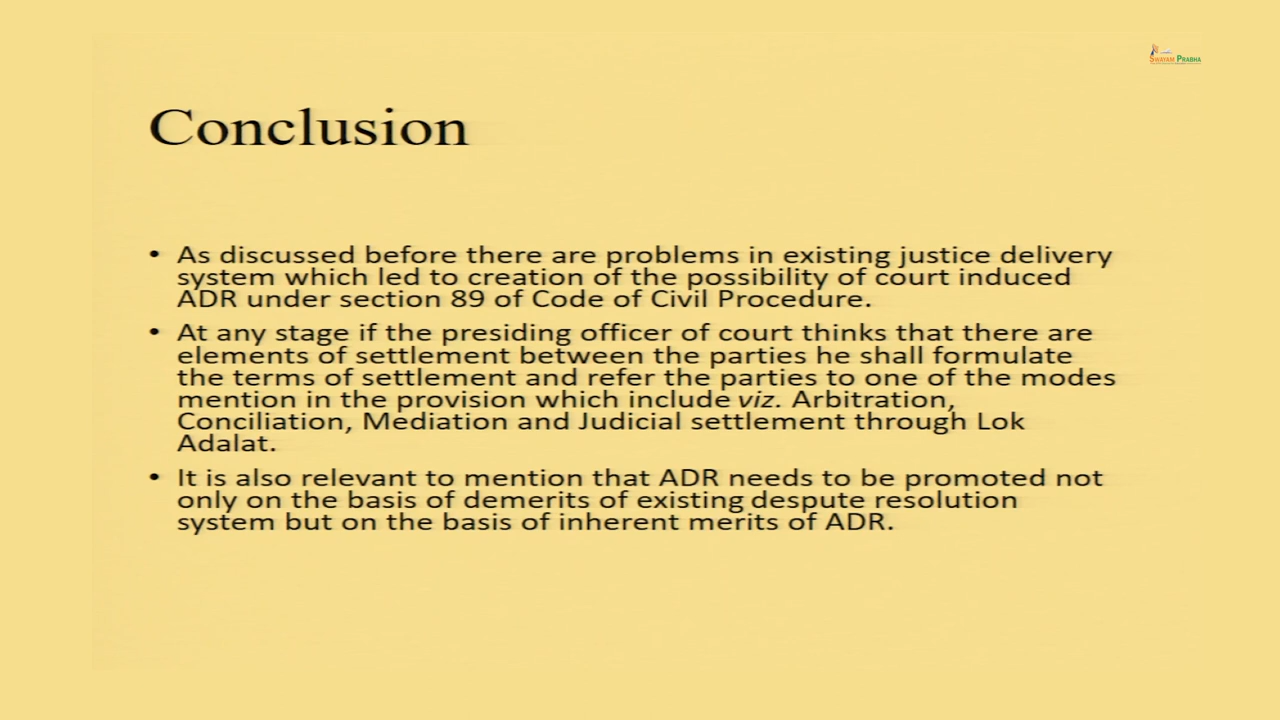 SWAYAM PRABHA
Conclusion
• As discussed before there are problems in existing justice delivery
system which led to creation of the possibility of court induced
ADR under section 89 of Code of Civil Procedure.
• At any stage if the presiding officer of court thinks that there are
elements of settlement between the parties he shall formulate
the terms of settlement and refer the parties to one of the modes
mention in the provision which include viz. Arbitration,
Conciliation, Mediation and Judicial settlement through Lok
Adalat.
• It is also relevant to mention that ADR needs to be promoted not
only on the basis of demerits of existing despute resolution
system but on the basis of inherent merits of ADR.